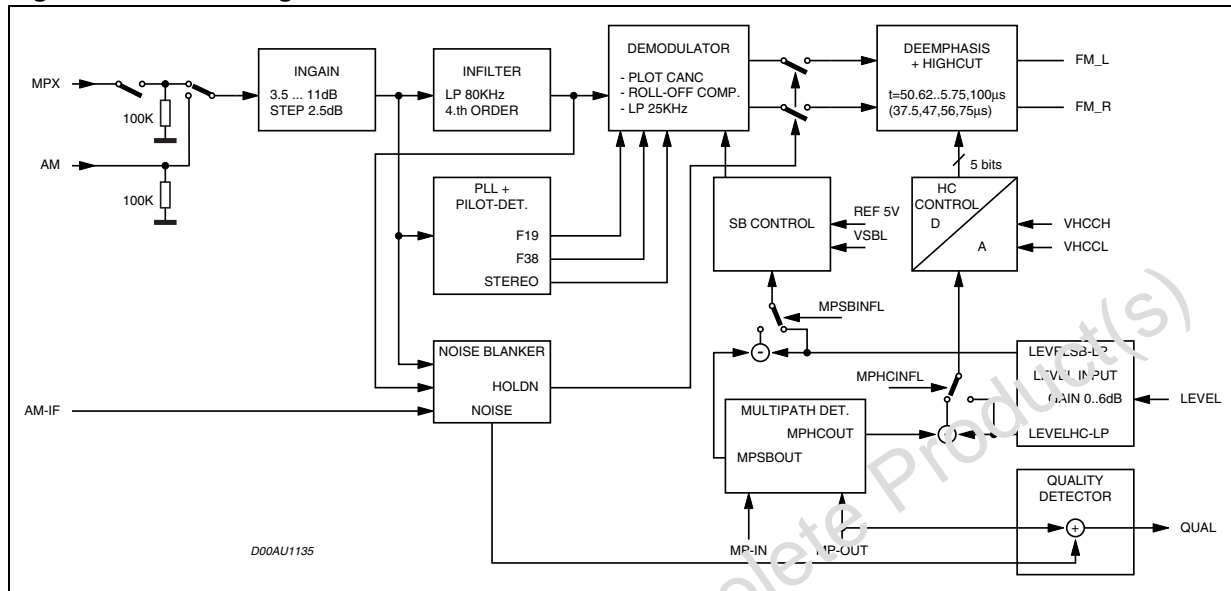 MPX
100K
AM
100K
INGAIN
3.5 ... 11dB
STEP 2.5dB
INFILTER
LP 80KHz
4.th ORDER
DEMODULATOR
- PLOT CANC
- ROLL-OFF COMP.
- LP 25KHz
DEEMPHASIS
+ HIGHCUT
t=50.62..5.75,100μs
(37.5,47,56,75μs)
FM_L
FM_R
5 bits
PLL +
PILOT-DET.
F19
F38
STEREO
SB CONTROL
REF 5V
VSBL
HC
CONTROL
D
A
VHCCH
VHCCL
MPSBINFL
NOISE BLANKER
HOLDN
NOISE
AM-IF
-
MPHCINFL
LEVELSB-LP
LEVEL INPUT
GAIN 0..6dB
LEVELHC-LP
LEVEL
MULTIPATH DET.
MPHCOUT
MPSBOUT
QUALITY
DETECTOR
+
QUAL
MP-IN
MP-OUT
D00AU1135
lete Product(s)